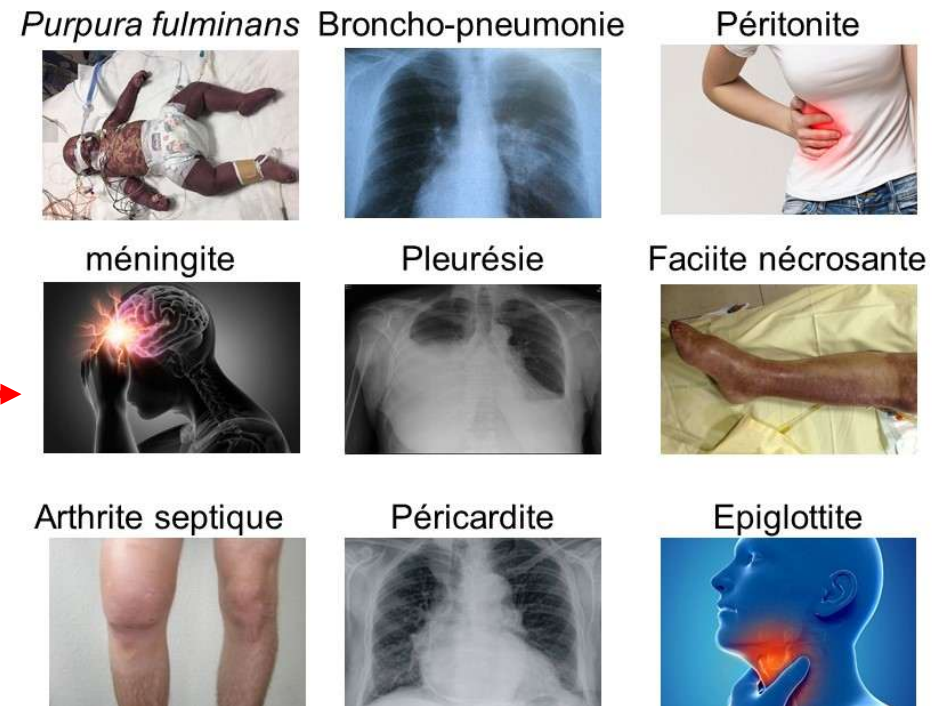 Purpura fulminans Broncho-pneumonie Péritonite
méningite Pleurésie Faciite nécrosante
Arthrite septique Péricardite Epiglottite